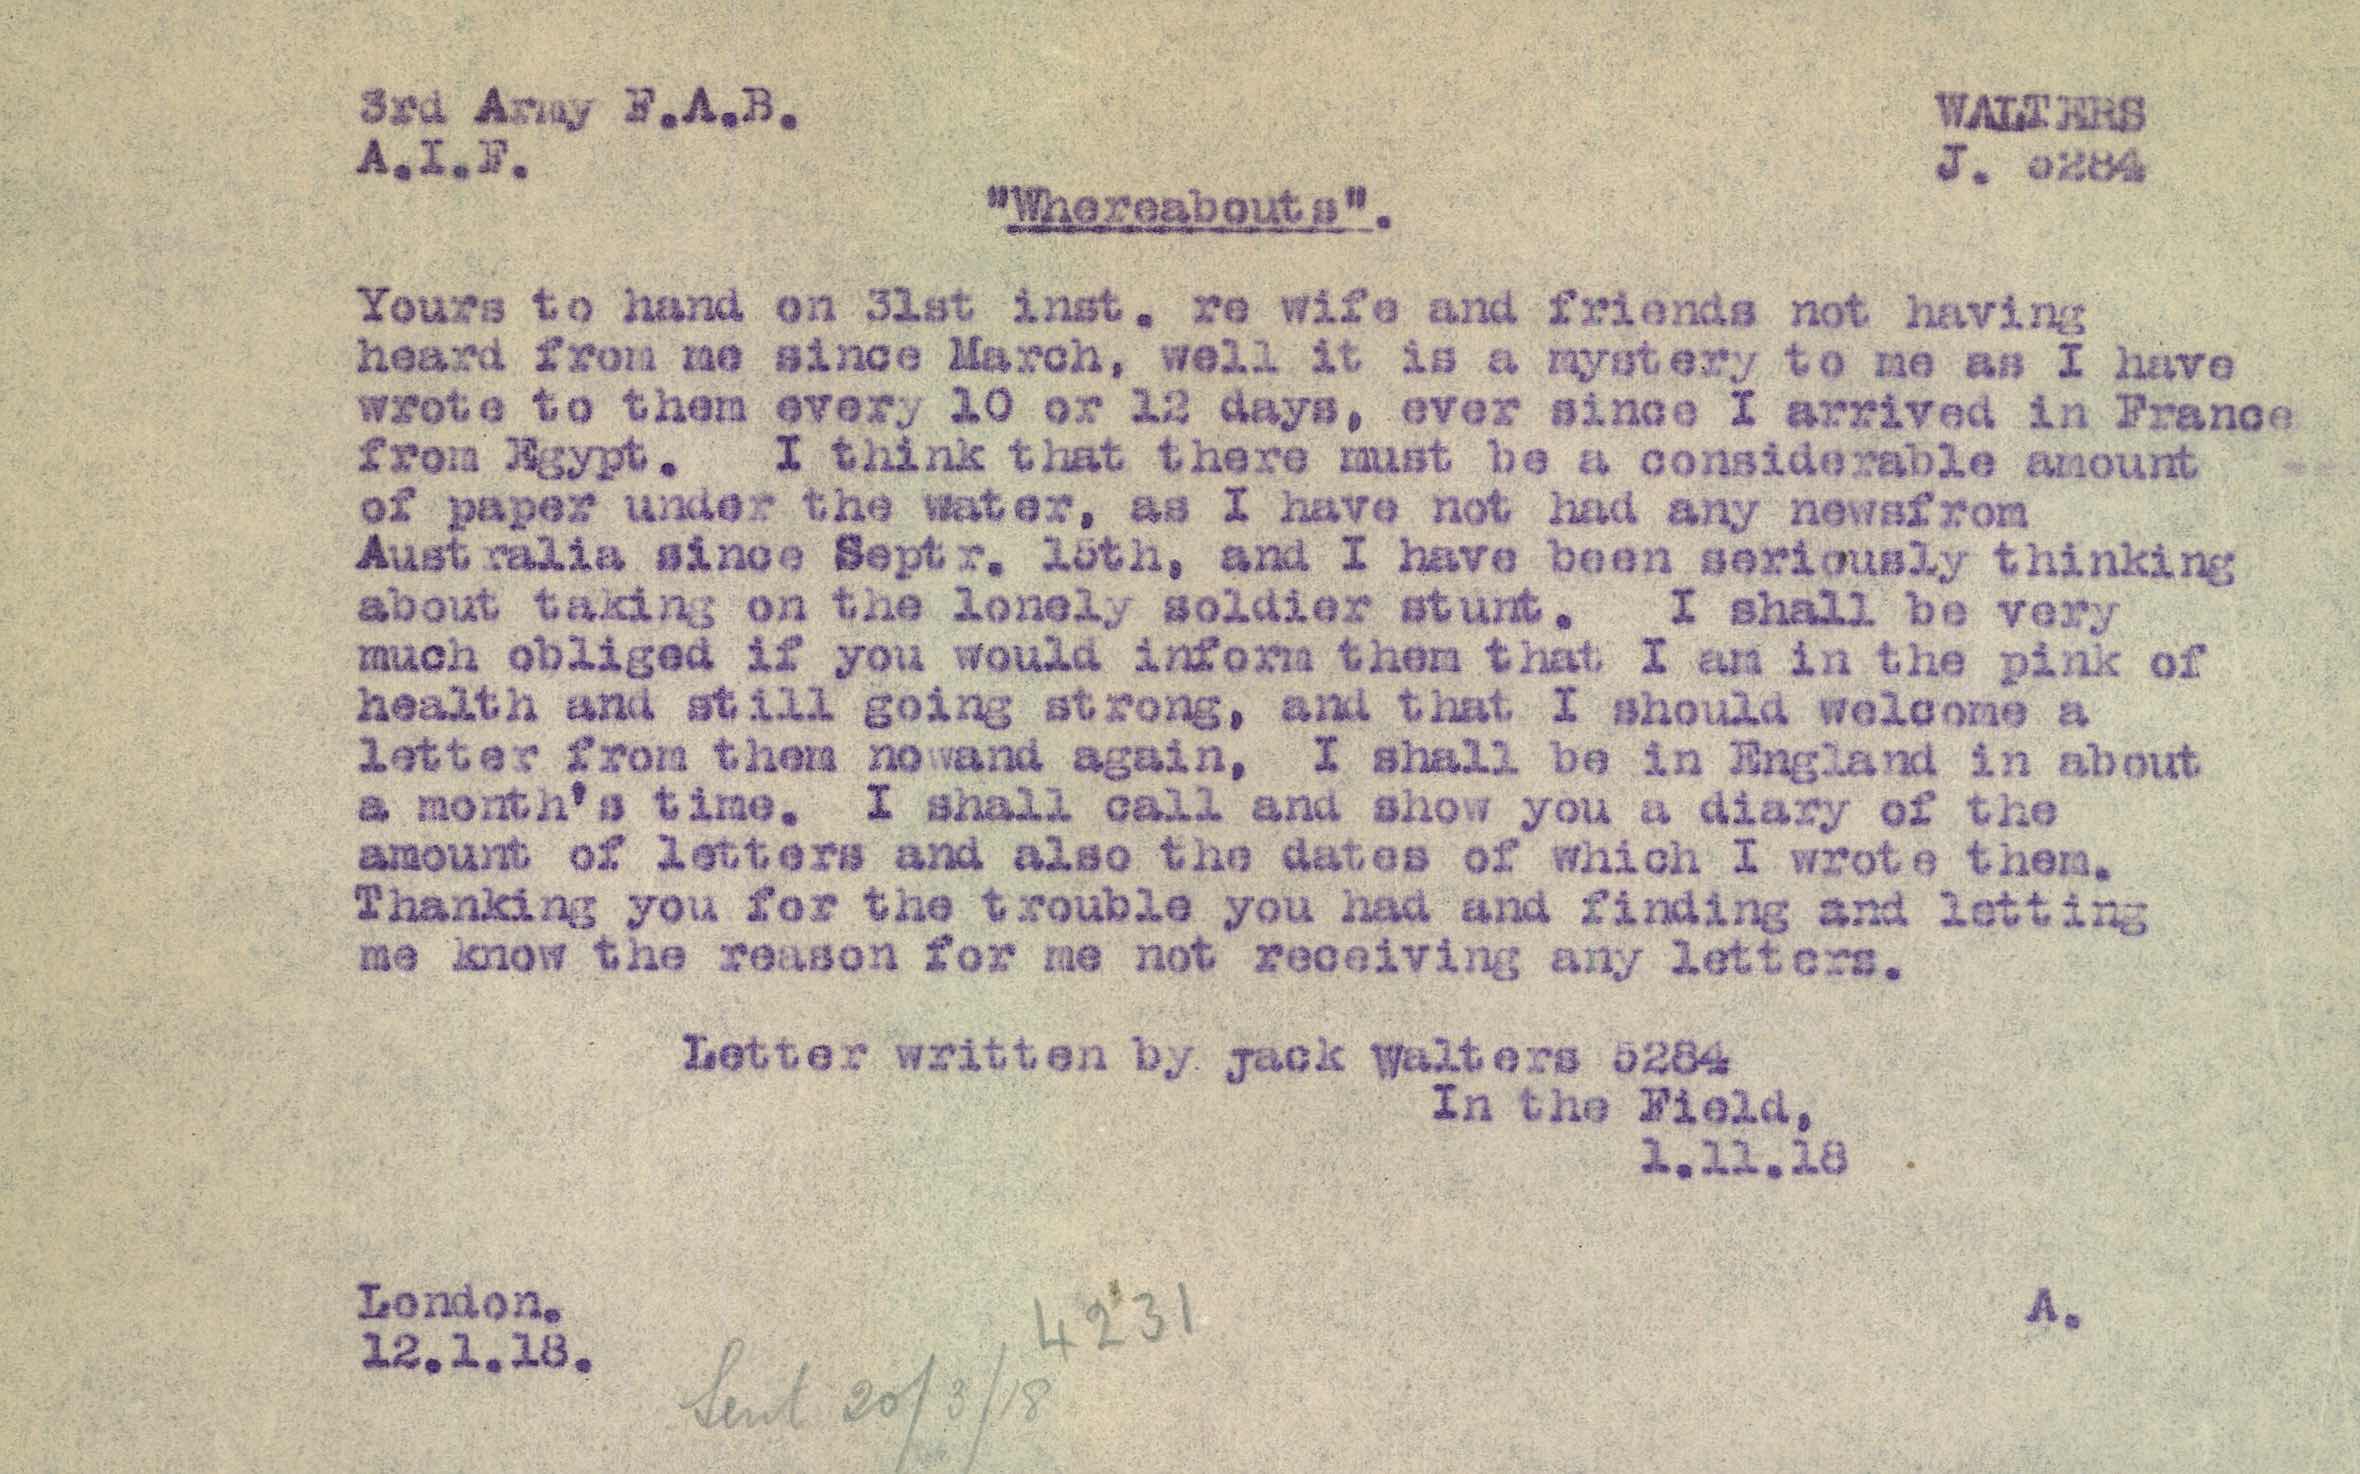 3rd Army F.A.B.
A.I.F.
WALTERS
J. 5284
"Whereabouts".
Yours to hand on 31st inst. re wife and friends not having
heard from me since March, well it is a mystery to me as I have
wrote to them every 10 or 12 days, ever since I arrived in France
from Egypt. I think that there must be a considerable amount
of paper under the water, as I have not had any newsfrom
Australia since Septr. 15th, and I have been seriously thinking
about taking on the lonely soldier stunt. I shall be very
much obliged if you would inform them that I am in the pink of
health and still going strong, and that I should welcome a
letter from them nowand again, I shall be in England in about
a month's time. I shall call and show you a diary of the
amount of letters and also the dates of which I wrote them.
Thanking you for the trouble you had and finding and letting
me know the reason for me not receiving any letters.
Letter written by Jack Walters 5284
In the Field,
1.11.18
London.
12.1.18.
A.
4231
Sent 20/3/18